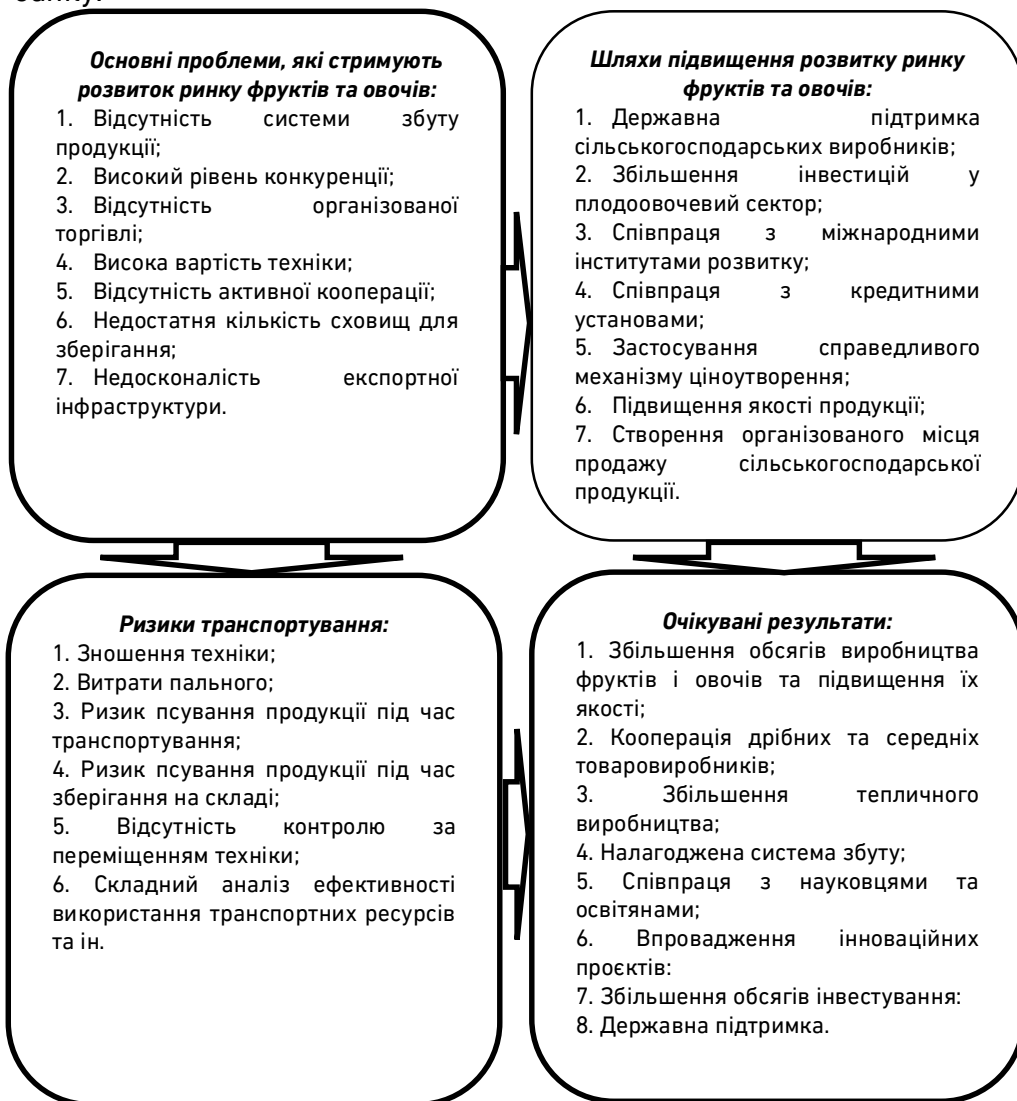 Основні проблеми, які стримують
розвиток ринку фруктів та овочів:
1. Відсутність системи збуту
продукції;
2. Високий рівень конкуренції;
3. Відсутність організованої
торгівлі;
4. Висока вартість техніки;
5. Відсутність активної кооперації;
6. Недостатня кількість сховищ для
зберігання;
7. Недосконалість експортної
інфраструктури.
Шляхи підвищення розвитку ринку
фруктів та овочів:
1. Державна підтримка
сільськогосподарських виробників;
2. Збільшення інвестицій у
плодоовочевий сектор;
3. Співпраця з міжнародними
інститутами розвитку;
4. Співпраця з кредитними
установами;
5. Застосування справедливого
механізму ціноутворення;
6. Підвищення якості продукції;
7. Створення організованого місця
продажу сільськогосподарської
продукції.
Ризики транспортування:
1. Зношення техніки;
2. Витрати пального;
3. Ризик псування продукції під час
транспортування;
4. Ризик псування продукції під час
зберігання на складі;
5. Відсутність контролю за
переміщенням техніки;
6. Складний аналіз ефективності
використання транспортних ресурсів
та ін.
Очікувані результати:
1. Збільшення обсягів виробництва
фруктів і овочів та підвищення їх
якості;
2. Кооперація дрібних та середніх
товаровиробників;
3. Збільшення тепличного
виробництва;
4. Налагоджена система збуту;
5. Співпраця з науковцями та
освітянами;
6. Впровадження інноваційних
проєктів:
7. Збільшення обсягів інвестування:
8. Державна підтримка.